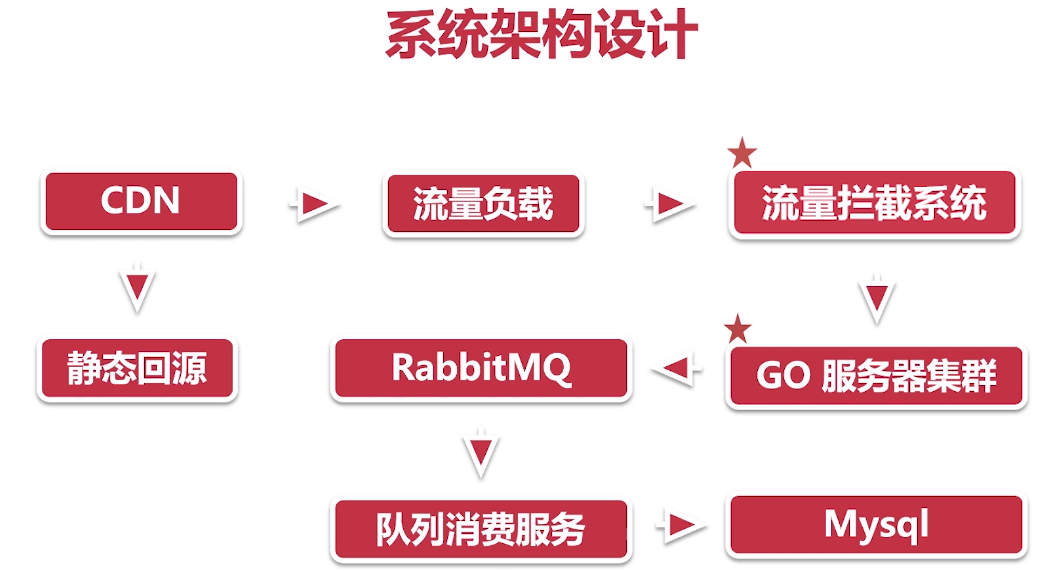 系统架构设计
CDN
流量负载
流量拦截系统
静态回源
RabbitMQ
GO 服务器集群
队列消费服务
Mysql